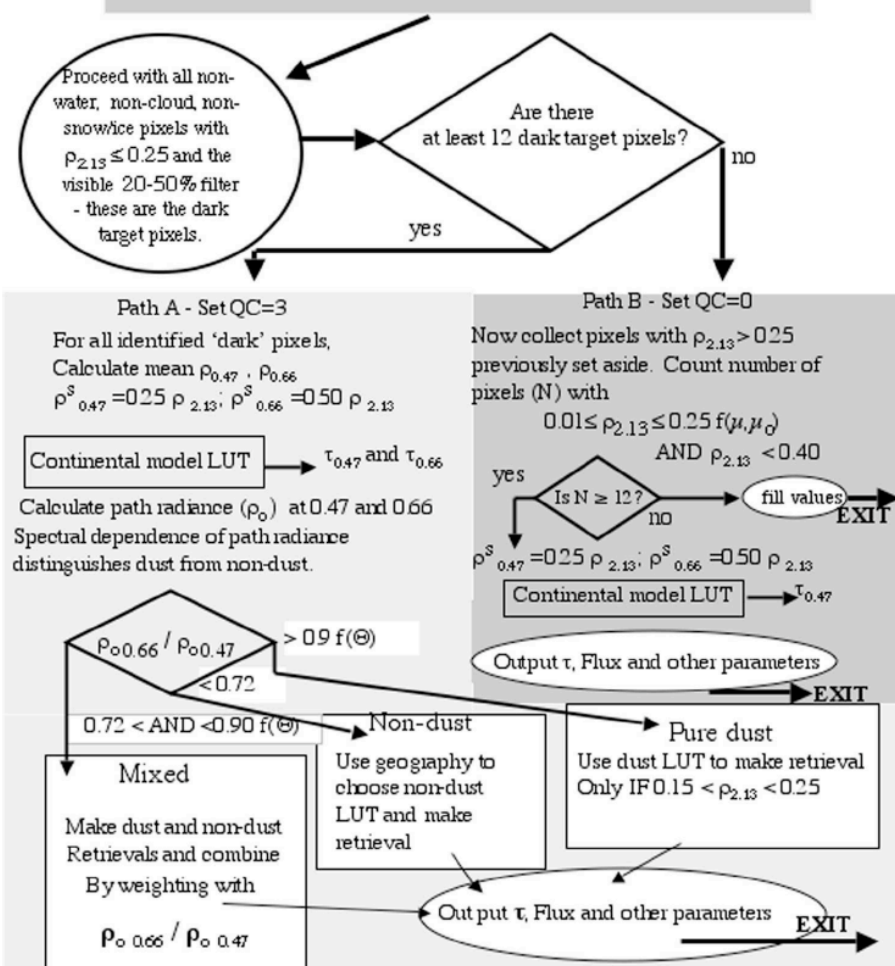 Proceed with all non-
water, non-cloud, non-
snow/ice pixels with
ρ2.13 ≤ 0.25 and the
visible 20-50% filter
- these are the dark
target pixels.
Are there
at least 12 dark target pixels?
no
yes
Path A - Set QC=3
For all identified ‘dark’ pixels,
Calculate mean ρ0.47 , ρ0.66
ρS0.47 =0.25 ρ 2.13; ρS0.66 =0.50 ρ 2.13
Continental model LUT
τ0.47 and τ0.66
Calculate path radiance (ρo) at 0.47 and 0.66
Spectral dependence of path radiance
distinguishes dust from non-dust.
ρo0.66 / ρo0.47
> 0.9 f(Θ)
<0.72
0.72 < AND <0.90 f(Θ)
Path B - Set QC=0
Now collect pixels with ρ2.13 > 025
previously set aside. Count number of
pixels (N) with
0.01≤ ρ2.13 ≤ 0.25 f(μ,μo)
AND ρ2.13 < 0.40
yes
Is N ≥ 12?
no
fill values
EXIT
ρS0.47 =0.25 ρ 2.13; ρS0.66 =0.50 ρ 2.13
Continental model LUT
τ0.47
Output τ, Flux and other parameters
EXIT
Mixed
Make dust and non-dust
Retrievals and combine
By weighting with
ρo 0.66 / ρo 0.47
Non-dust
Use geography to
choose non-dust
LUT and make
retrieval
Pure dust
Use dust LUT to make retrieval
Only IF 0.15 < ρ2.13 < 0.25
Output τ, Flux and other parameters
EXIT